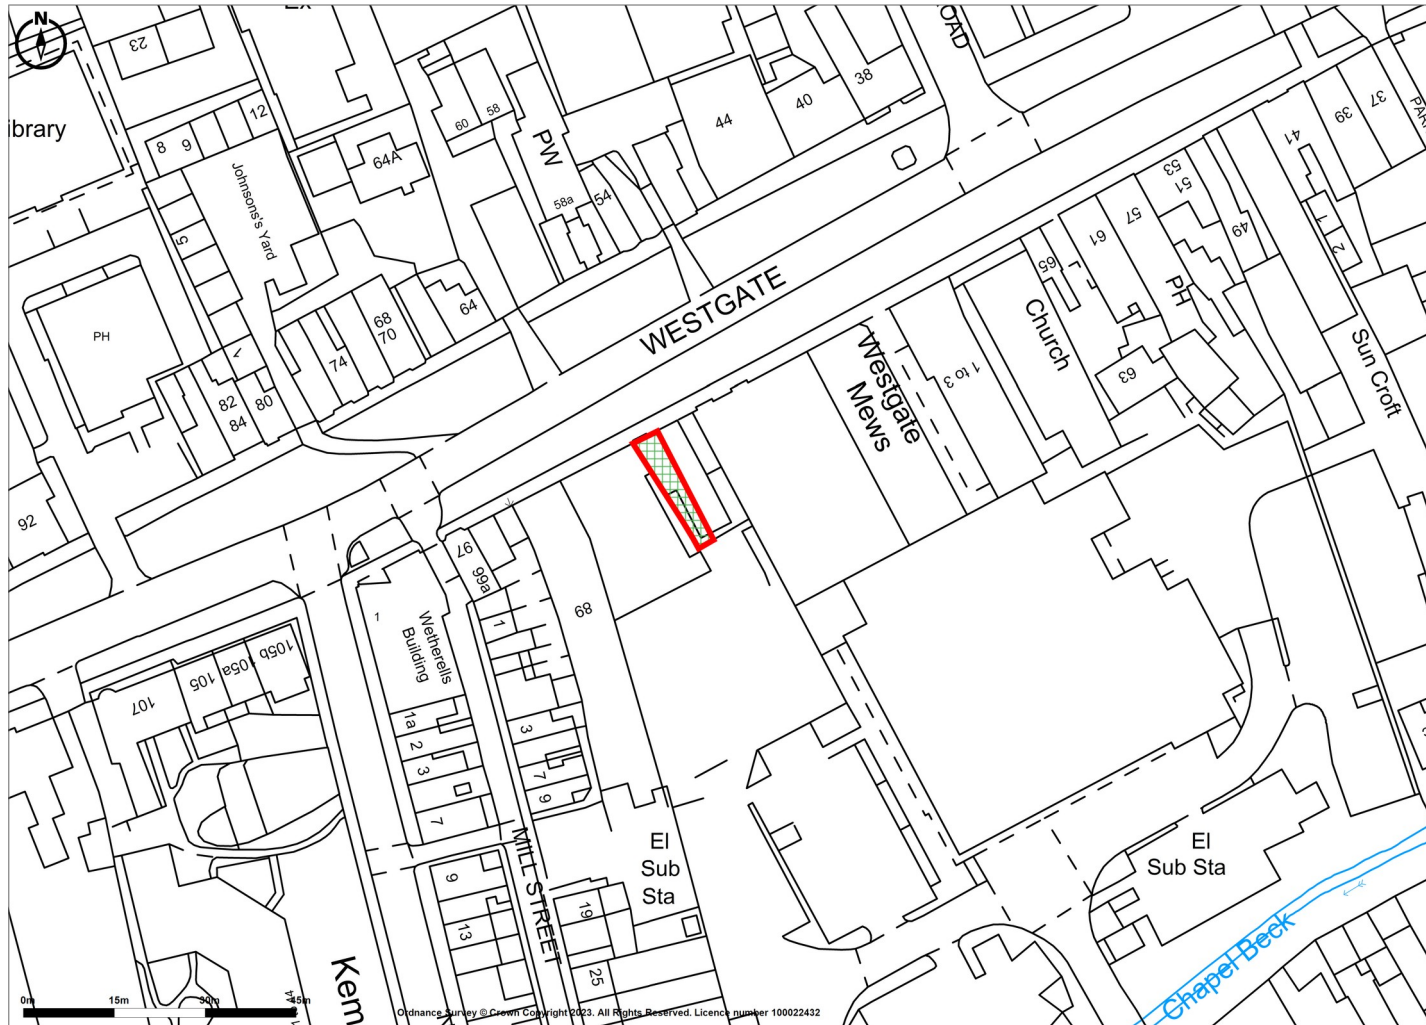 N
23
Ex
OAD
ibrary
8
9
12
64A
60
58
PW
58a
54
44
40
38
37
39
41
PAR
53
51
49
1
2
57
61
65
PH
63
Church
1 to 3
Westgate
Mews
Sun Croft
Johnsons's Yard
5
PH
7
82
84
80
74
68
70
64
WESTGATE
92
97
99a
1
89
1
Wetherells
Building
105b
105a
105
107
1a
2
3
7
3
7
9
MILL STREET
9
13
19
25
El
Sub
Sta
El
Sub Sta
Chapel Beck
Kem
0m
15m
30m
45m
Ordnance Survey © Crown Copyright 2023. All Rights Reserved. Licence number 100022432